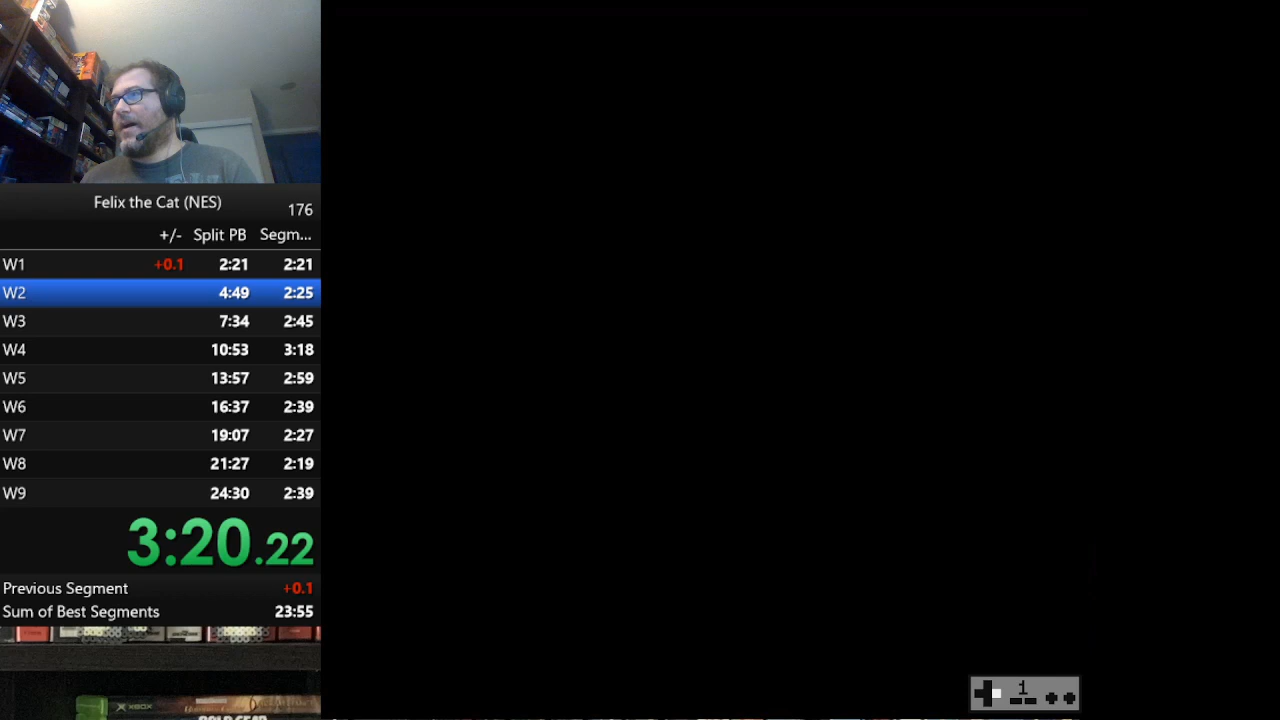 Felix the Cat (NES)
176
+/- Split PB Segm...
W1 +0.1 2:21 2:21
W2 4:49 2:25
W3 7:34 2:45
W4 10:53 3:18
W5 13:57 2:59
W6 16:37 2:39
W7 19:07 2:27
W8 21:27 2:19
W9 24:30 2:39
3:20.22
Previous Segment +0.1
Sum of Best Segments 23:55
XBOX
1